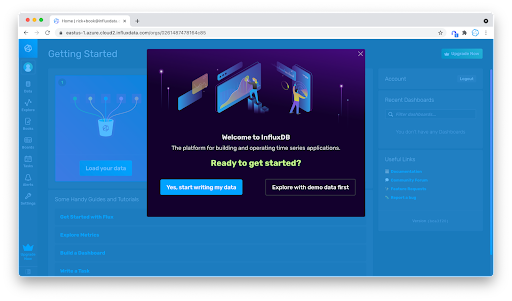 Home | rick+book@influxdata
eastus-1.azure.cloud2.influxdata.com/orgs/0261487478164c85
Getting Started
Upgrade Now
Welcome to InfluxDB
The platform for building and operating time series applications.
Ready to get started?
Yes, start writing my data
Explore with demo data first
Load your data
Account
Logout
Recent Dashboards
Filter dashboards...
You don't have any Dashboards
Useful Links
Some Handy Guides and Tutorials
Get Started with Flux
Explore Metrics
Build a Dashboard
Build a Task
Data
Explore
Books
Boards
Tasks
Alerts
Settings